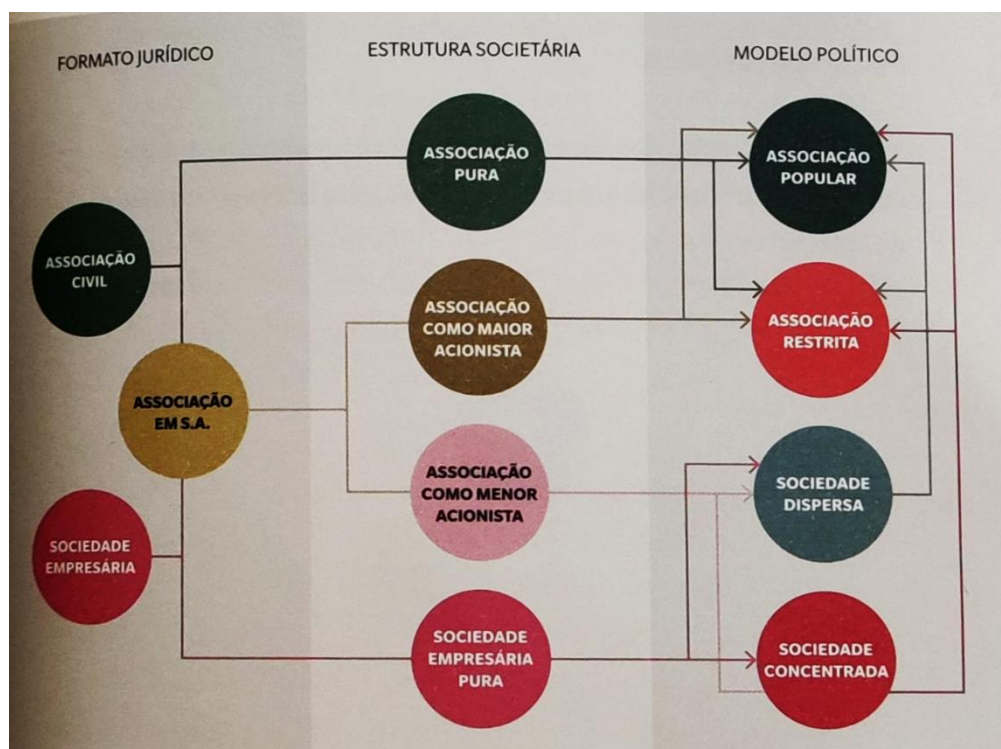 FORMATO JURÍDICO
ESTRUTURA SOCIETÁRIA
MODELO POLÍTICO
ASSOCIAÇÃO
CIVIL
ASSOCIAÇÃO
EM S.A.
SOCIEDADE
EMPRESÁRIA
ASSOCIAÇÃO
PURA
ASSOCIAÇÃO
COMO MAIOR
ACIONISTA
ASSOCIAÇÃO
COMO MENOR
ACIONISTA
SOCIEDADE
EMPRESÁRIA
PURA
ASSOCIAÇÃO
POPULAR
ASSOCIAÇÃO
RESTRITA
SOCIEDADE
DISPERSA
SOCIEDADE
CONCENTRADA